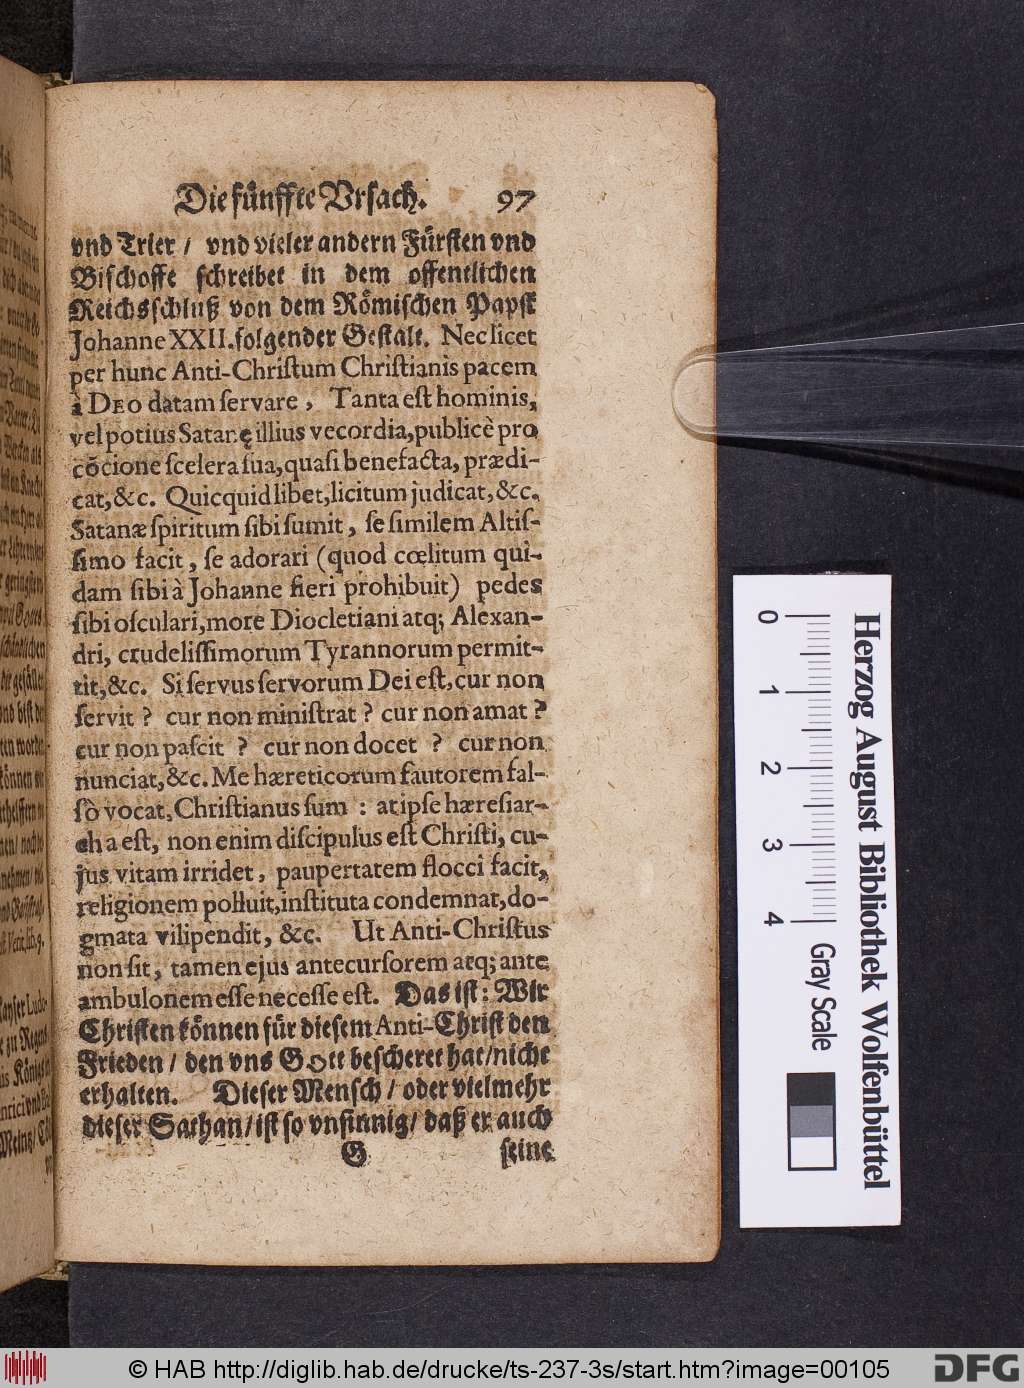 Die fünffte Vrsach. 97
vnd Trier / vnd vieler andern Fürsten vnd
Bischoffe schreibet in dem offentlichen
Reichsschluß von dem Römischen Papst
Johanne XXII. folgender Gestalt. Nec licet
per hunc Anti-Chriſtum Chriſtianis pacem
à DEO datam ſervare, Tanta eſt hominis,
vel potius Satanę illius vecordia, publicè pro
cōcione ſcelera ſua, quaſi benefacta, prædi-
cat, &c. Quicquid libet, licitum judicat, &c.
Satanæ ſpiritum ſibi ſumit, ſe ſimilem Altiſ-
ſimo facit, ſe adorari (quod cœlitum qui-
dam ſibi à Johanne fieri prohibuit) pedes
ſibi oſculari, more Diocletiani atq; Alexan-
dri, crudeliſſimorum Tyrannorum permit-
tit, &c. Si ſervus ſervorum Dei eſt, cur non
ſervit ? cur non miniſtrat ? cur non amat ?
cur non paſcit ? cur non docet ? cur non
nunciat, &c. Me hæreticorum fautorem fal-
ſò vocat, Chriſtianus ſum : at ipſe hæreſiar-
cha eſt, non enim diſcipulus eſt Chriſti, cu-
jus vitam irridet, paupertatem flocci facit,
religionem polluit, inſtituta condemnat, do-
gmata vilipendit, &c. Ut Anti-Chriſtus
non ſit, tamen ejus antecurſorem atq; ante
ambulonem eſſe neceſſe eſt. Das ist: Wir
Christen können für diesem Anti-Christ den
Frieden / den vns GOtt bescheret hat / nicht
erhalten. Dieser Mensch / oder vielmehr
dieser Sathan / ist so vnsinnig / daß er auch
G seine
Herzog August Bibliothek Wolfenbüttel
0 1 2 3 4
Gray Scale
© HAB http://diglib.hab.de/drucke/ts-237-3s/start.htm?image=00105
DFG